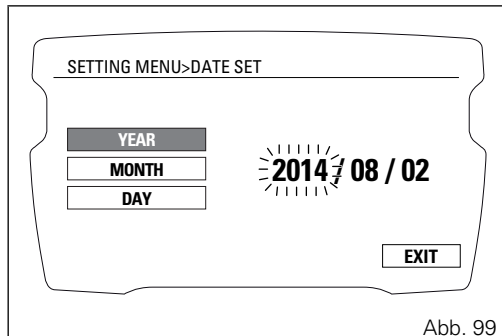 SETTING MENU>DATE SET
YEAR
MONTH
DAY
2014 / 08 / 02
EXIT
Abb. 99